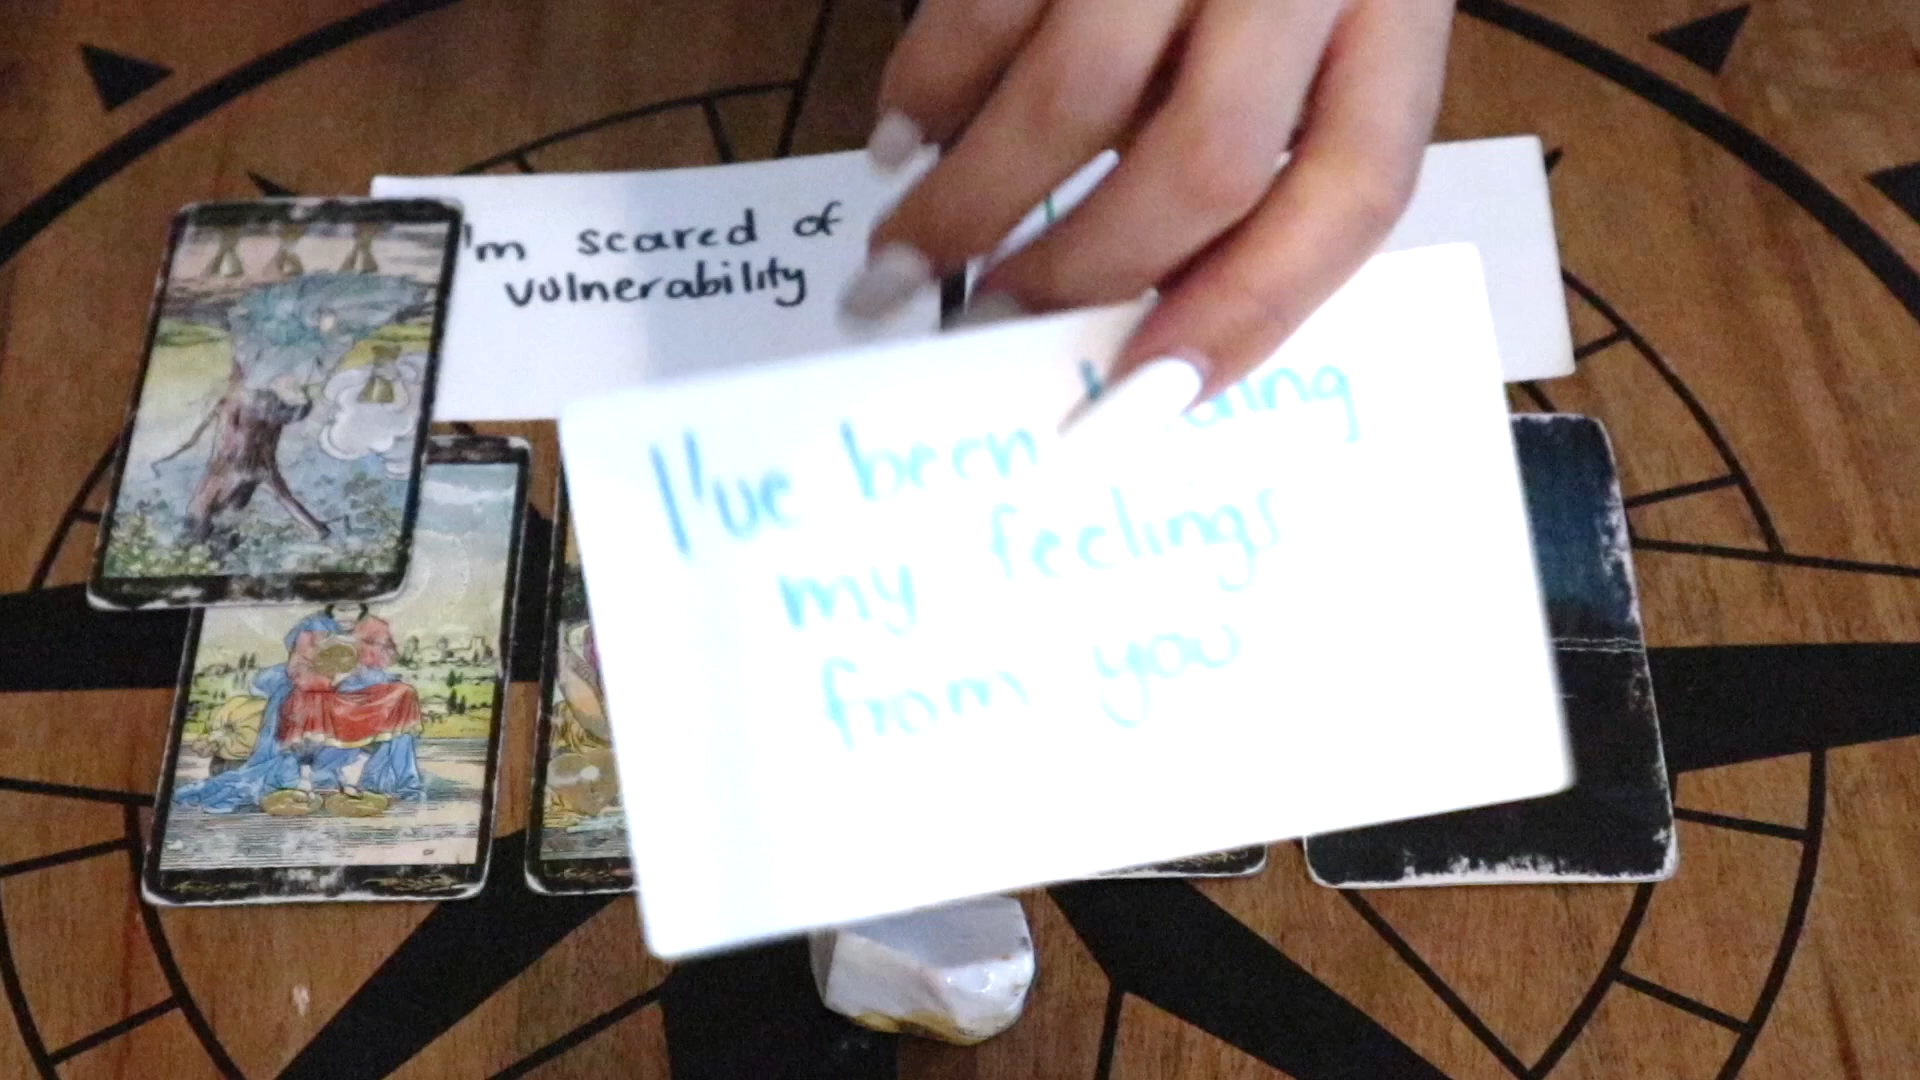 I'm scared of
vulnerability
I've been
my feelings
from you